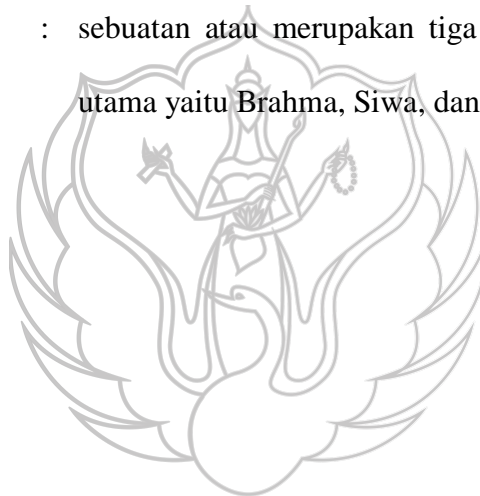 : sebuatan atau merupakan tiga
utama yaitu Brahma, Siwa, dan